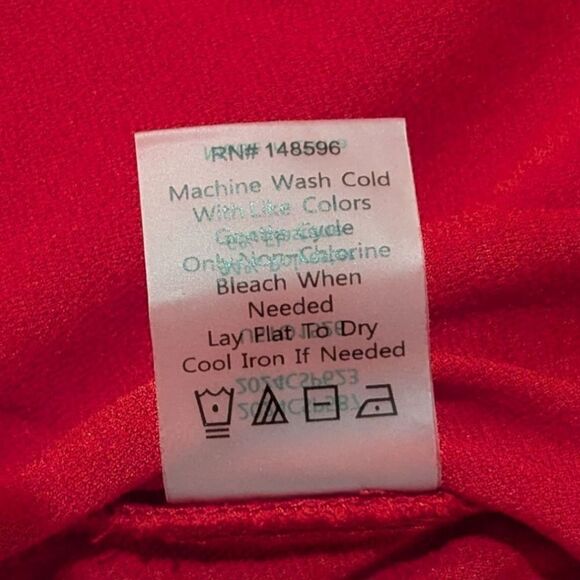 RN# 148596
Machine Wash Cold
With Like Colors
Gentle Cycle
Only Non-Chlorine
Bleach When
Needed
Lay Flat To Dry
Cool Iron If Needed
2024CSP623